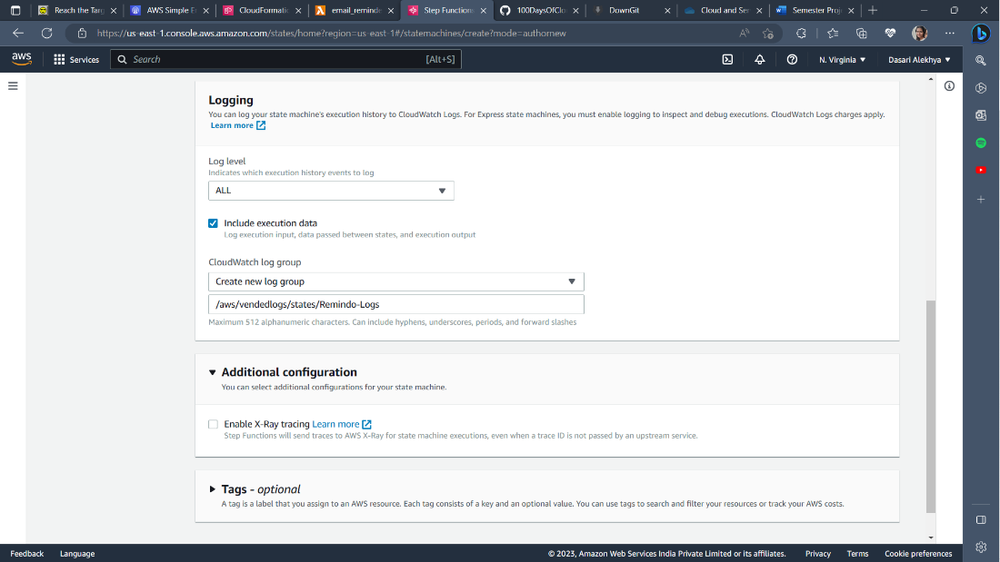 Reach the Targ
AWS Simple E
CloudFormatio
email_reminde
Step Function
100DaysOfClo
DownGit
Cloud and Ser
Semester Proj
https://us-east-1.console.aws.amazon.com/states/home?region=us-east-1#/statemachines/create?mode=authornew
aws
Services
Search
[Alt+S]
N. Virginia
Dasari Alekhya
Logging
You can log your state machine's execution history to CloudWatch Logs. For Express state machines, you must enable logging to inspect and debug executions. CloudWatch Logs charges apply.
Learn more
Log level
Indicates which execution history events to log
ALL
Include execution data
Log execution input, data passed between states, and execution output
CloudWatch log group
Create new log group
/aws/vendedlogs/states/Remindo-Logs
Maximum 512 alphanumeric characters. Can include hyphens, underscores, periods, and forward slashes
Additional configuration
You can select additional configurations for your state machine.
Enable X-Ray tracing Learn more
Step Functions will send traces to AWS X-Ray for state machine executions, even when a trace ID is not passed by an upstream service.
Tags - optional
A tag is a label that you assign to an AWS resource. Each tag consists of a key and an optional value. You can use tags to search and filter your resources or track your AWS costs.
Feedback
Language
© 2023, Amazon Web Services India Private Limited or its affiliates.
Privacy
Terms
Cookie preferences